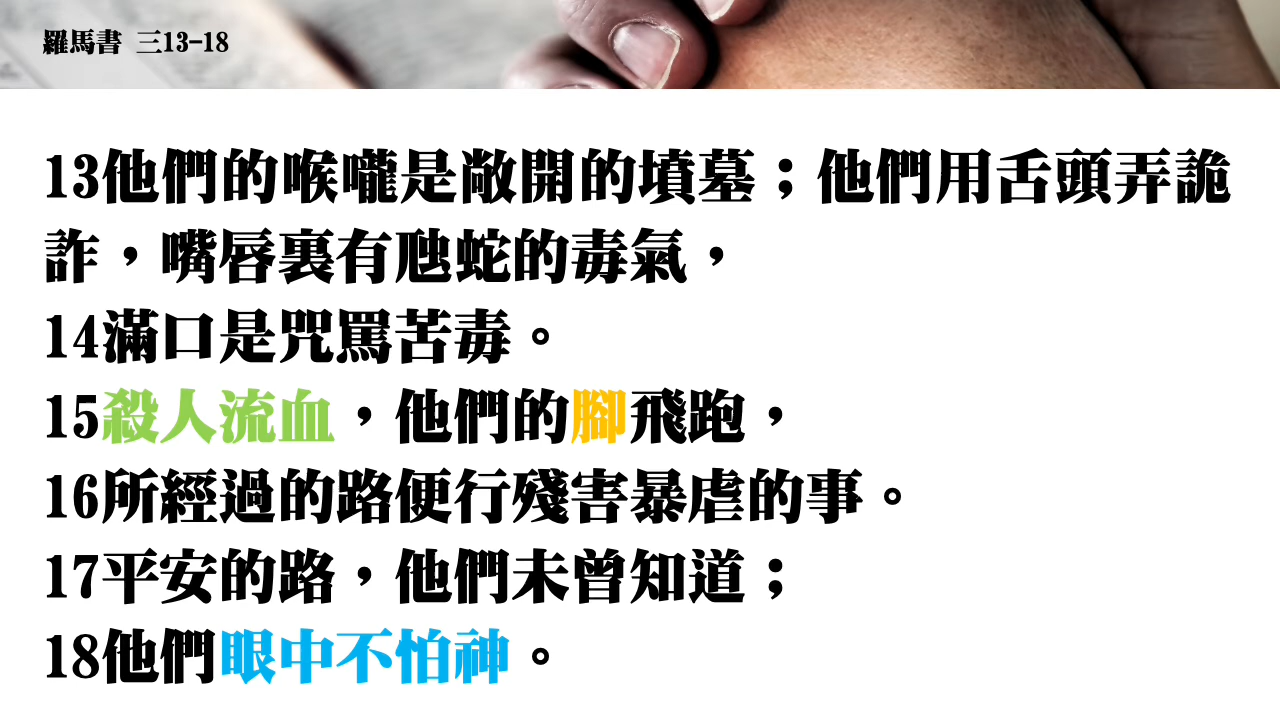 羅馬書 三13-18
13他們的喉嚨是敞開的墳墓；他們用舌頭弄詭
詐，嘴唇裏有虺蛇的毒氣，
14滿口是咒罵苦毒。
15殺人流血，他們的腳飛跑，
16所經過的路便行殘害暴虐的事。
17平安的路，他們未曾知道；
18他們眼中不怕神。